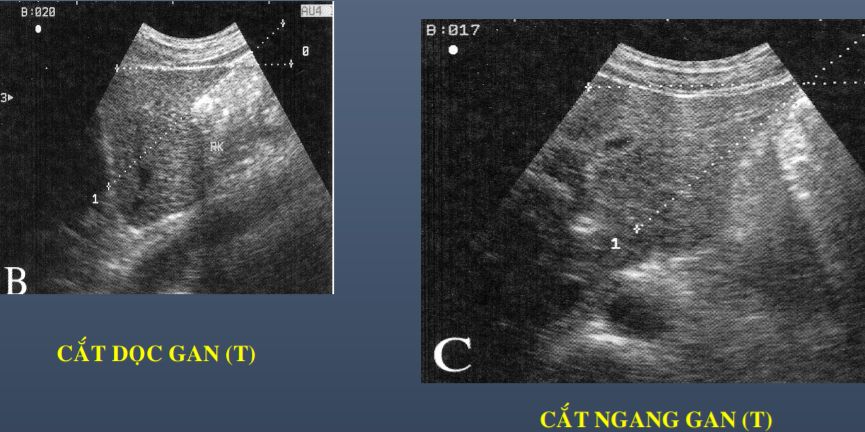 B:020
AU4
0
3
RK
1
B
CẮT DỌC GAN (T)
B:017
1
C
CẮT NGANG GAN (T)